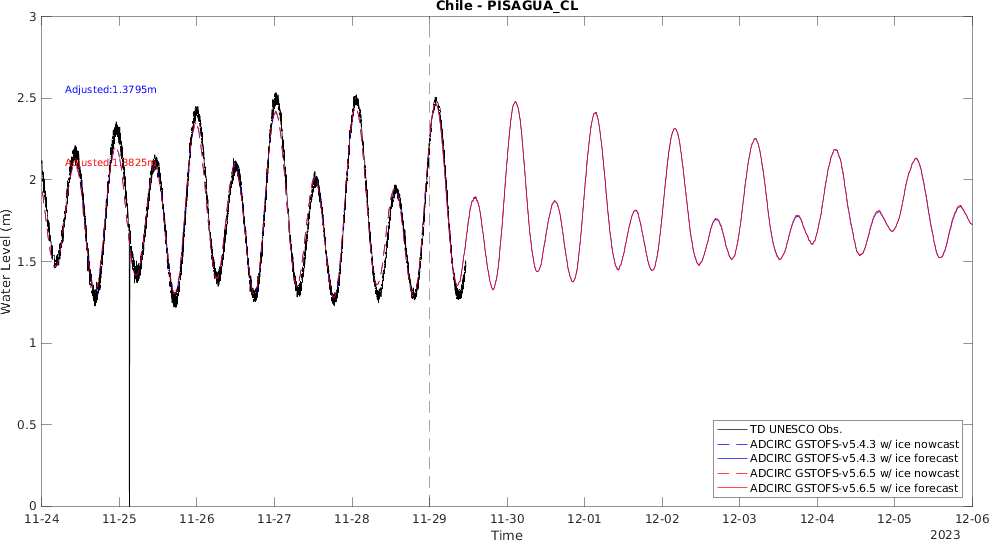 Chile - PISAGUA_CL
3
2.5
2
1.5
1
0.5
0
Water Level (m)
Adjusted:1.3795m
Adjusted:1.3825m
TD UNESCO Obs.
ADCIRC GSTOFS-v5.4.3 w/ ice nowcast
ADCIRC GSTOFS-v5.4.3 w/ ice forecast
ADCIRC GSTOFS-v5.6.5 w/ ice nowcast
ADCIRC GSTOFS-v5.6.5 w/ ice forecast
11-24 11-25 11-26 11-27 11-28 11-29 11-30 12-01 12-02 12-03 12-04 12-05 12-06
Time
2023